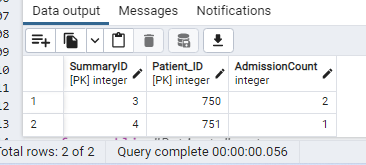 Data output Messages Notifications
SummaryID Patient_ID AdmissionCount
[PK] integer [PK] integer integer
1 3 750 2
2 4 751 1
Total rows: 2 of 2 Query complete 00:00:00.056